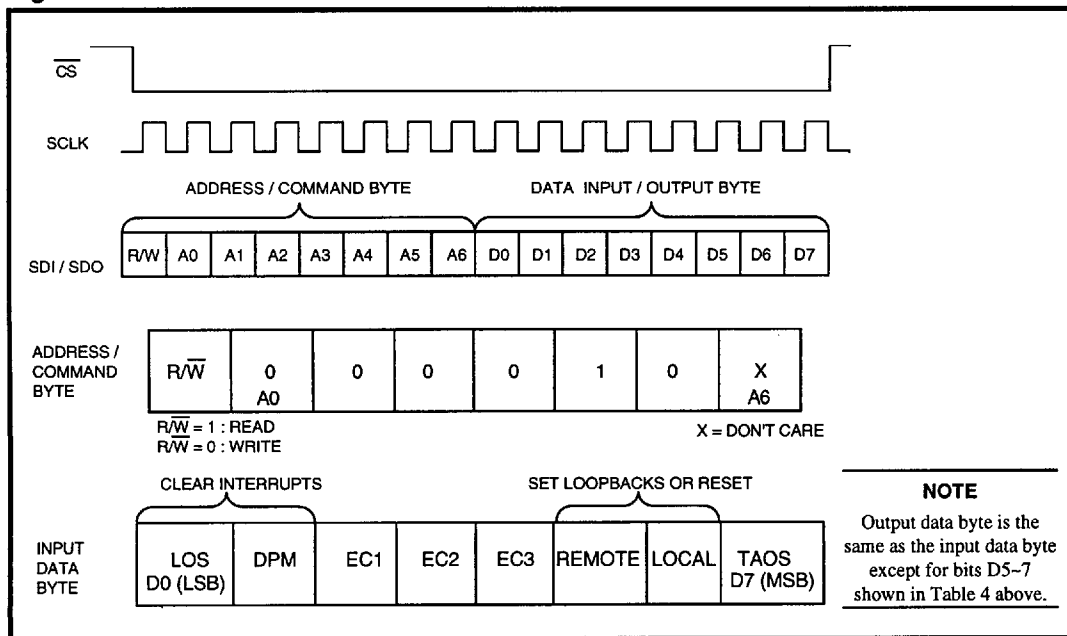 CS
SCLK
ADDRESS / COMMAND BYTE DATA INPUT / OUTPUT BYTE
SDI / SDO R/W A0 A1 A2 A3 A4 A5 A6 D0 D1 D2 D3 D4 D5 D6 D7
ADDRESS /
COMMAND
BYTE
R/W 0 0 0 0 1 0 X
A0 A6
R/W = 1 : READ
R/W = 0 : WRITE
X = DON'T CARE
CLEAR INTERRUPTS SET LOOPBACKS OR RESET
INPUT
DATA
BYTE
LOS DPM EC1 EC2 EC3 REMOTE LOCAL TAOS
D0 (LSB) D7 (MSB)
NOTE
Output data byte is the
same as the input data byte
except for bits D5~7
shown in Table 4 above.